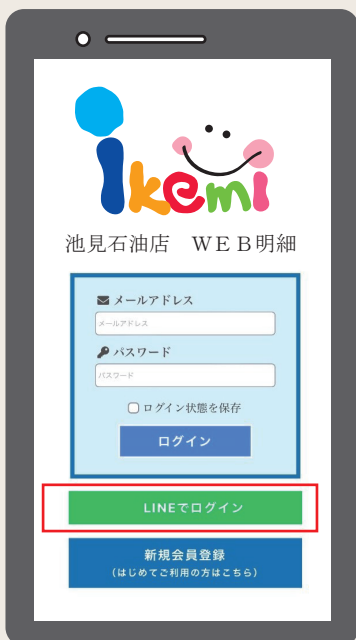 ikemi
池見石油店　ＷＥＢ明細
メールアドレス
メールアドレス
パスワード
パスワード
ログイン状態を保存
ログイン
LINEでログイン
新規会員登録
(はじめてご利用の方はこちら)